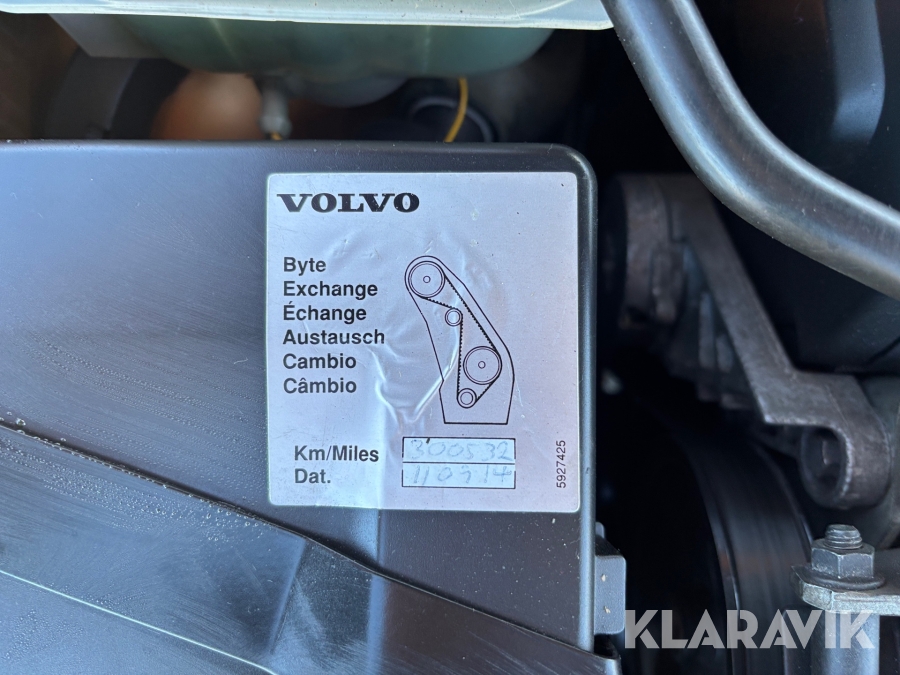 VOLVO
Byte
Exchange
Échange
Austausch
Cambio
Câmbio
Km/Miles 300532
Dat. 110914
5927425
KLARAVIK